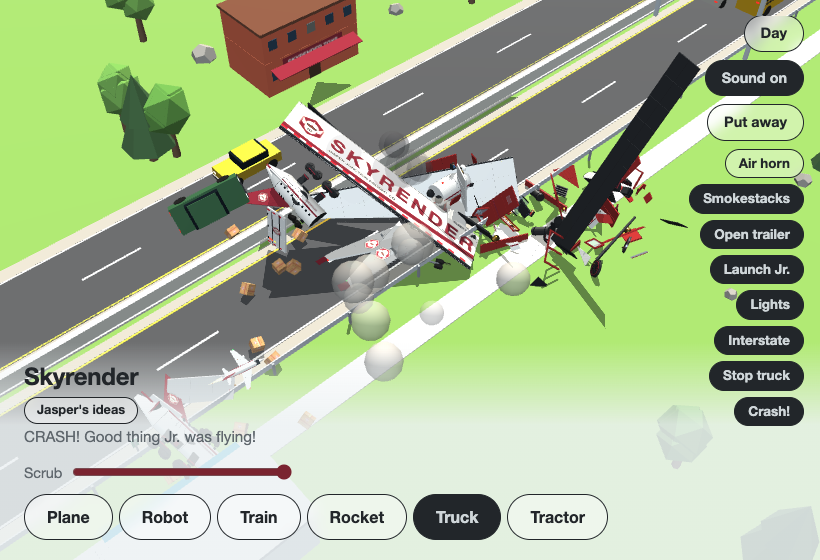 Day
Sound on
Put away
Air horn
Smokestacks
Open trailer
Launch Jr.
Lights
Interstate
Stop truck
Crash!
SKYRENDER
Skyrender
Jasper's ideas
CRASH! Good thing Jr. was flying!
Scrub
Plane
Robot
Train
Rocket
Truck
Tractor